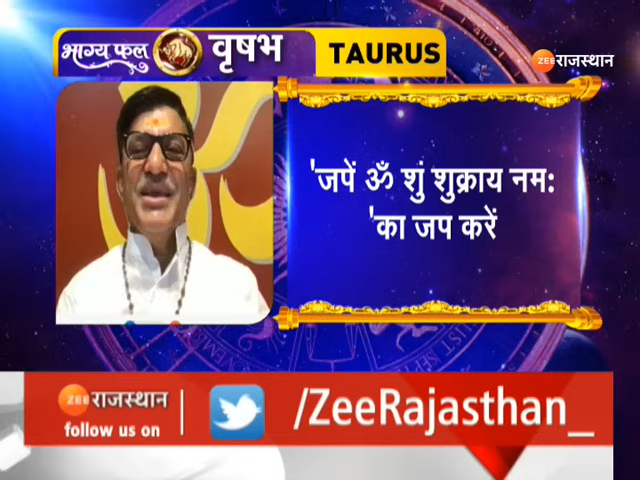 भाग्य फल वृषभ TAURUS
ZEE राजस्थान
'जपें ॐ शुं शुक्राय नम:
'का जप करें
ZEE राजस्थान
follow us on
/ZeeRajasthan_